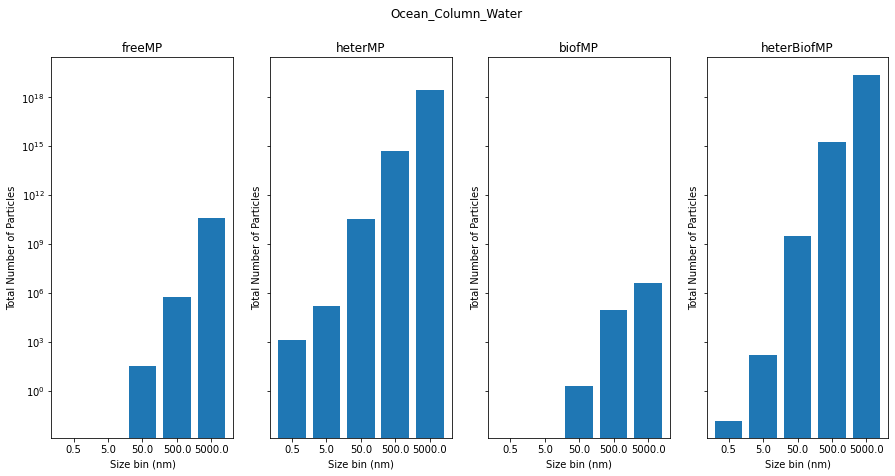 Ocean_Column_Water
freeMP
heterMP
biofMP
heterBiofMP
Total Number of Particles
10^18
10^15
10^12
10^9
10^6
10^3
10^0
0.5 5.0 50.0 500.0 5000.0
Size bin (nm)
Total Number of Particles
0.5 5.0 50.0 500.0 5000.0
Size bin (nm)
Total Number of Particles
0.5 5.0 50.0 500.0 5000.0
Size bin (nm)
Total Number of Particles
0.5 5.0 50.0 500.0 5000.0
Size bin (nm)